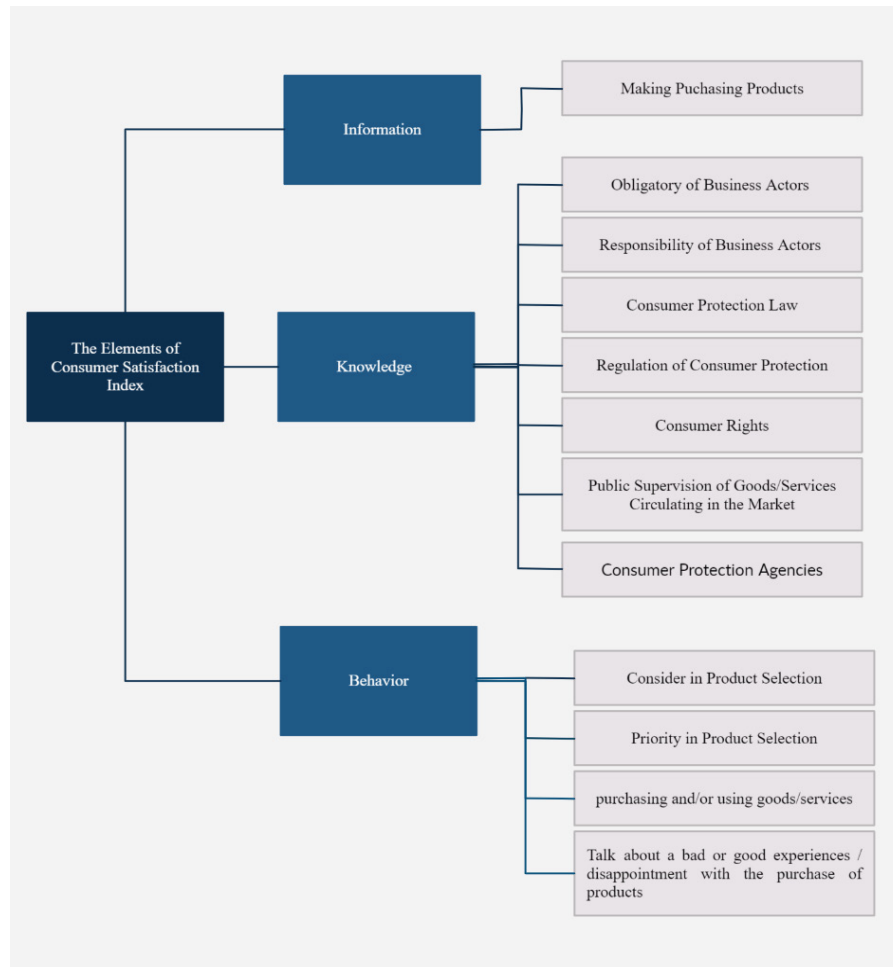 Making Puchasing Products
Information
Obligatory of Business Actors
Responsibility of Business Actors
Consumer Protection Law
The Elements of
Consumer Satisfaction
Index
Knowledge
Regulation of Consumer Protection
Consumer Rights
Public Supervision of Goods/Services
Circulating in the Market
Consumer Protection Agencies
Behavior
Consider in Product Selection
Priority in Product Selection
purchasing and/or using goods/services
Talk about a bad or good experiences /
disappointment with the purchase of
products